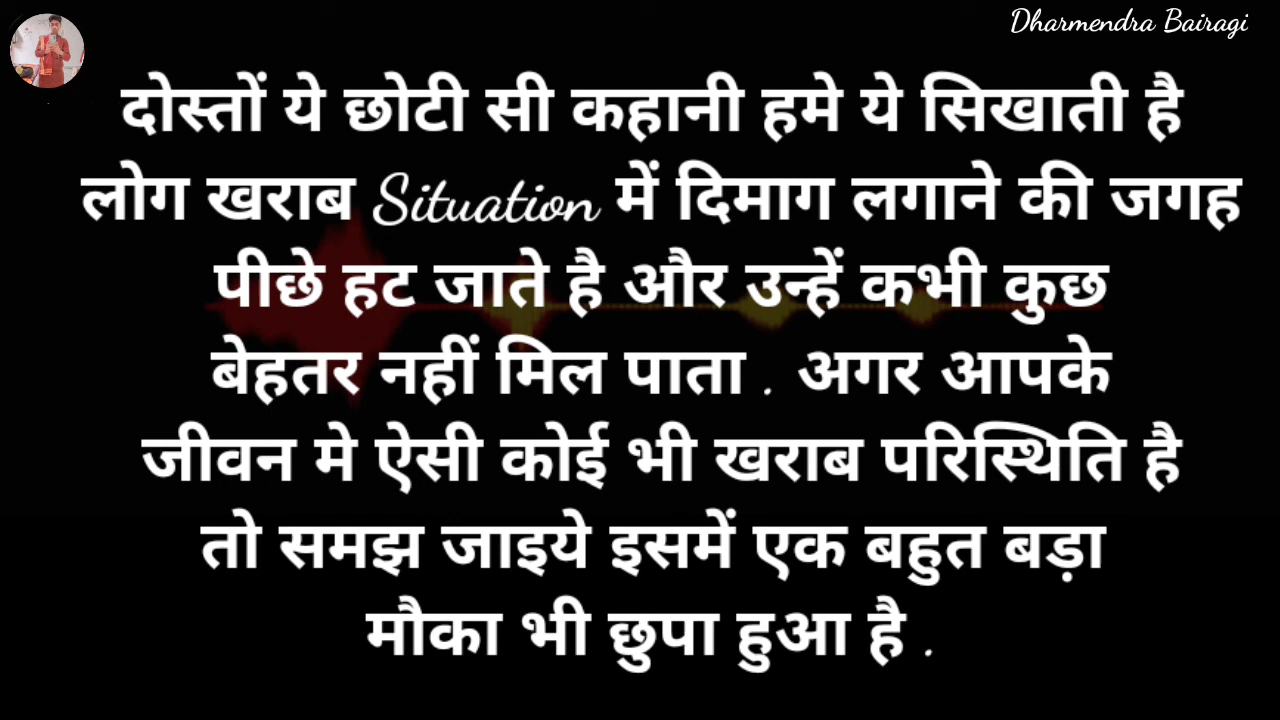 Dharmendra Bairagi
दोस्तों ये छोटी सी कहानी हमे ये सिखाती है
लोग खराब Situation में दिमाग लगाने की जगह
पीछे हट जाते है और उन्हें कभी कुछ
बेहतर नहीं मिल पाता . अगर आपके
जीवन मे ऐसी कोई भी खराब परिस्थिति है
तो समझ जाइये इसमें एक बहुत बड़ा
मौका भी छुपा हुआ है .